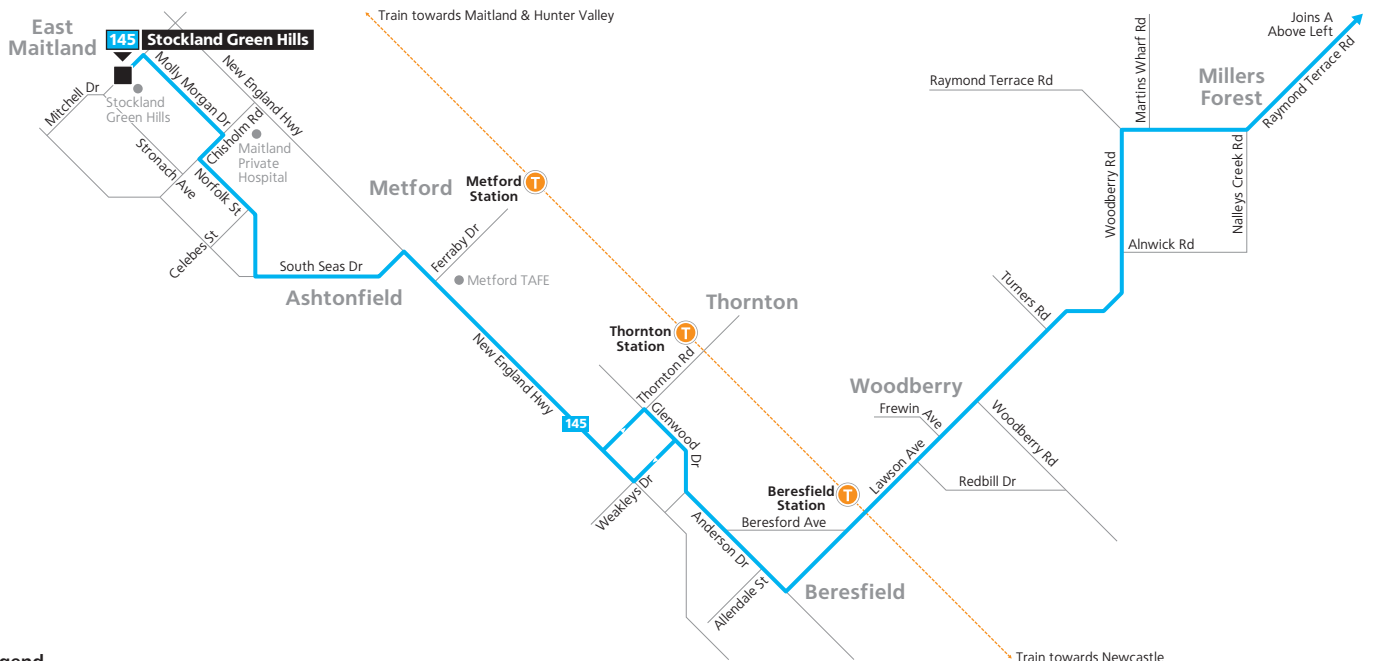 East
Maitland
145 Stockland Green Hills
Train towards Maitland & Hunter Valley
Joins A
Above Left
Mitchell Dr
Stockland
Green Hills
Molly Morgan Dr
New England Hwy
Chisholm Rd
Maitland
Private
Hospital
Stronach Ave
Norfolk St
Celebes St
South Seas Dr
Ashtonfield
Metford
Metford
Station
T
Ferraby Dr
Metford TAFE
Raymond Terrace Rd
Martins Wharf Rd
Millers
Forest
Raymond Terrace Rd
Woodberry Rd
Nalleys Creek Rd
Alnwick Rd
Turners Rd
Thornton
Thornton
Station
T
Thornton Rd
New England Hwy
145
Glenwood Dr
Weakleys Dr
Woodberry
Frewin Ave
Woodberry Rd
Lawson Ave
Redbill Dr
Beresfield
Station
T
Beresford Ave
Anderson Dr
Allendale St
Beresfield
Train towards Newcastle